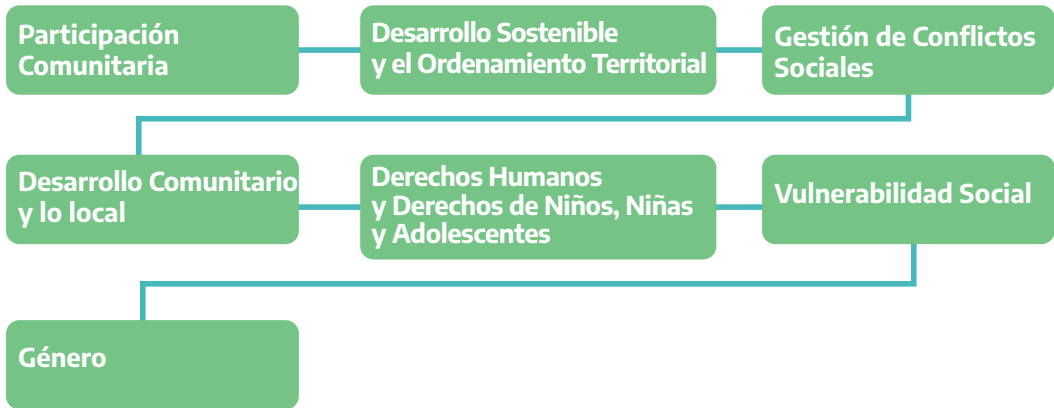 Participación
Comunitaria
Desarrollo Sostenible
y el Ordenamiento Territorial
Gestión de Conflictos
Sociales
Desarrollo Comunitario
y lo local
Derechos Humanos
y Derechos de Niños, Niñas
y Adolescentes
Vulnerabilidad Social
Género